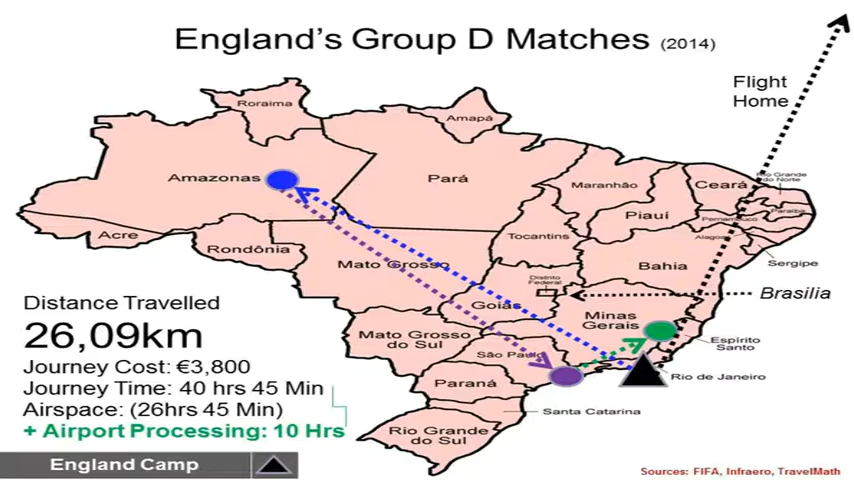 England's Group D Matches (2014)
Flight
Home
Roraima
Amapá
Amazonas
Pará
Maranhão
Ceará
Rio Grande
do Norte
Paraíba
Piauí
Pernambuco
Acre
Tocantins
Alagoas
Rondônia
Sergipe
Mato Grosso
Bahia
Distrito
Federal
Brasilia
Goiás
Minas
Gerais
Distance Travelled
26,09km
Mato Grosso
do Sul
Espírito
Santo
São Paulo
Journey Cost: €3,800
Rio de Janeiro
Journey Time: 40 hrs 45 Min
Paraná
Airspace: (26hrs 45 Min)
Santa Catarina
+ Airport Processing: 10 Hrs
Rio Grande
do Sul
England Camp
Sources: FIFA, Infraero, TravelMath